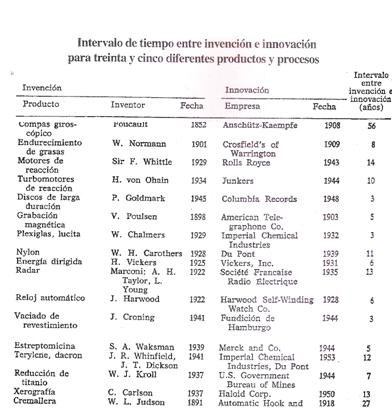 Intervalo de tiempo entre invención e innovación
para treinta y cinco diferentes productos y procesos
Invención Innovación Intervalo entre invención e innovación (años)
Producto Inventor Fecha Empresa Fecha
Compás giros-
cópico Foucault 1852 Anschütz-Kaempfe 1908 56
Endurecimiento W. Normann 1901 Crosfield's of 1909 8
de grasas Warrington
Motores de Sir F. Whittle 1929 Rolls Royce 1943 14
reacción
Turbomotores H. von Ohain 1934 Junkers 1944 10
de reacción
Discos de larga P. Goldmark 1945 Columbia Records 1948 3
duración
Grabación V. Poulsen 1898 American Tele- 1903 5
magnética graphone Co.
Plexiglas, lucita W. Chalmers 1929 Imperial Chemical 1932 3
Industries
Nylon W. H. Carothers 1928 Du Pont 1939 11
Energía dirigida H. Vickers 1925 Vickers, Inc. 1931 6
Radar Marconi; A. H. 1922 Société Francaise 1935 13
Taylor, L. Radio Electrique
Young
Reloj automático J. Harwood 1922 Harwood Self-Winding 1928 6
Watch Co.
Vaciado de J. Croning 1941 Fundición de 1944 3
revestimiento Hamburgo
Estreptomicina S. A. Waksman 1939 Merck and Co. 1944 5
Terylene, dacron J. R. Whinfield, 1941 Imperial Chemical 1953 12
J. T. Dickson Industries, Du Pont
Reducción de W. J. Kroll 1937 U.S. Government 1944 7
titanio Bureau of Mines
Xerografía C. Carlson 1937 Haloid Corp. 1950 13
Cremallera W. L. Judson 1891 Automatic Hook and 1918 27